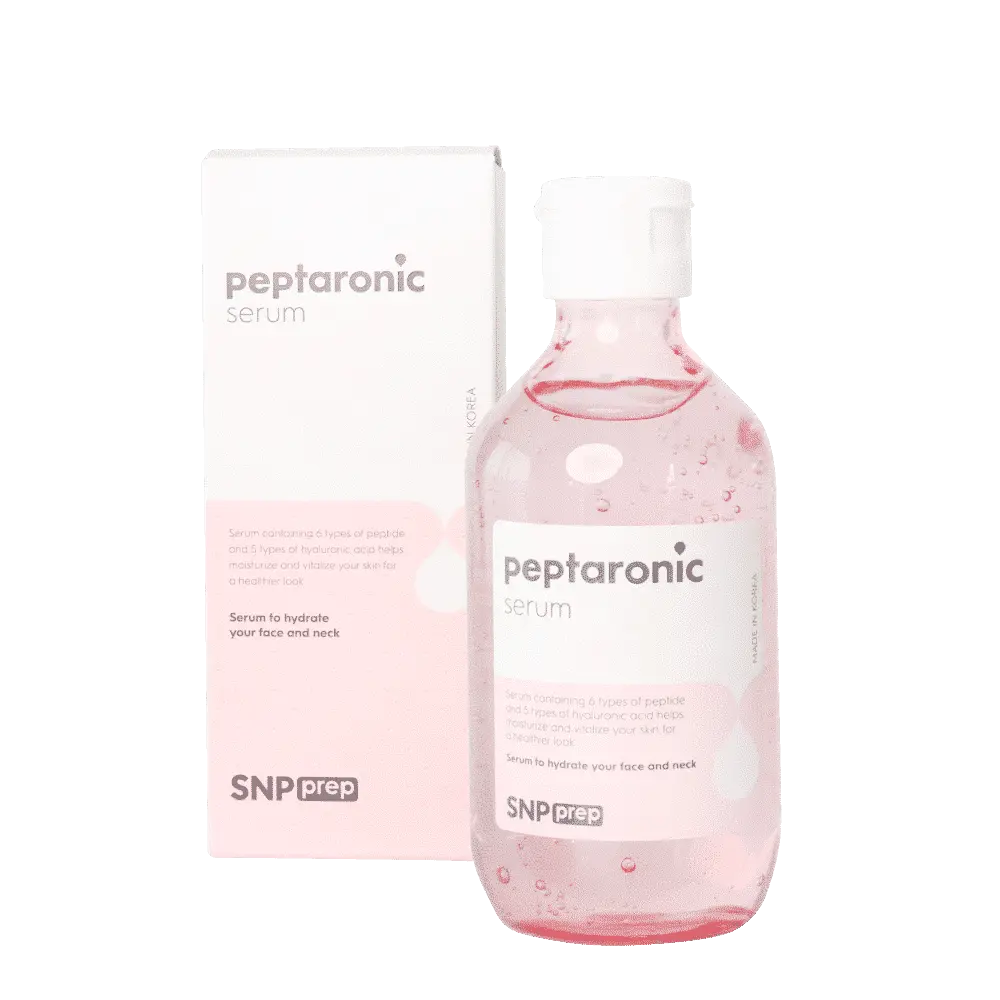 peptaronic
serum
IN KOREA
Serum containing 6 types of peptide
and 5 types of hyaluronic acid helps
moisturize and vitalize your skin for
a healthier look
Serum to hydrate
your face and neck
SNP prep
peptaronic
serum
MADE IN KOREA
Serum containing 6 types of peptide
and 5 types of hyaluronic acid helps
moisturize and vitalize your skin for
a healthier look
Serum to hydrate your face and neck
SNP prep